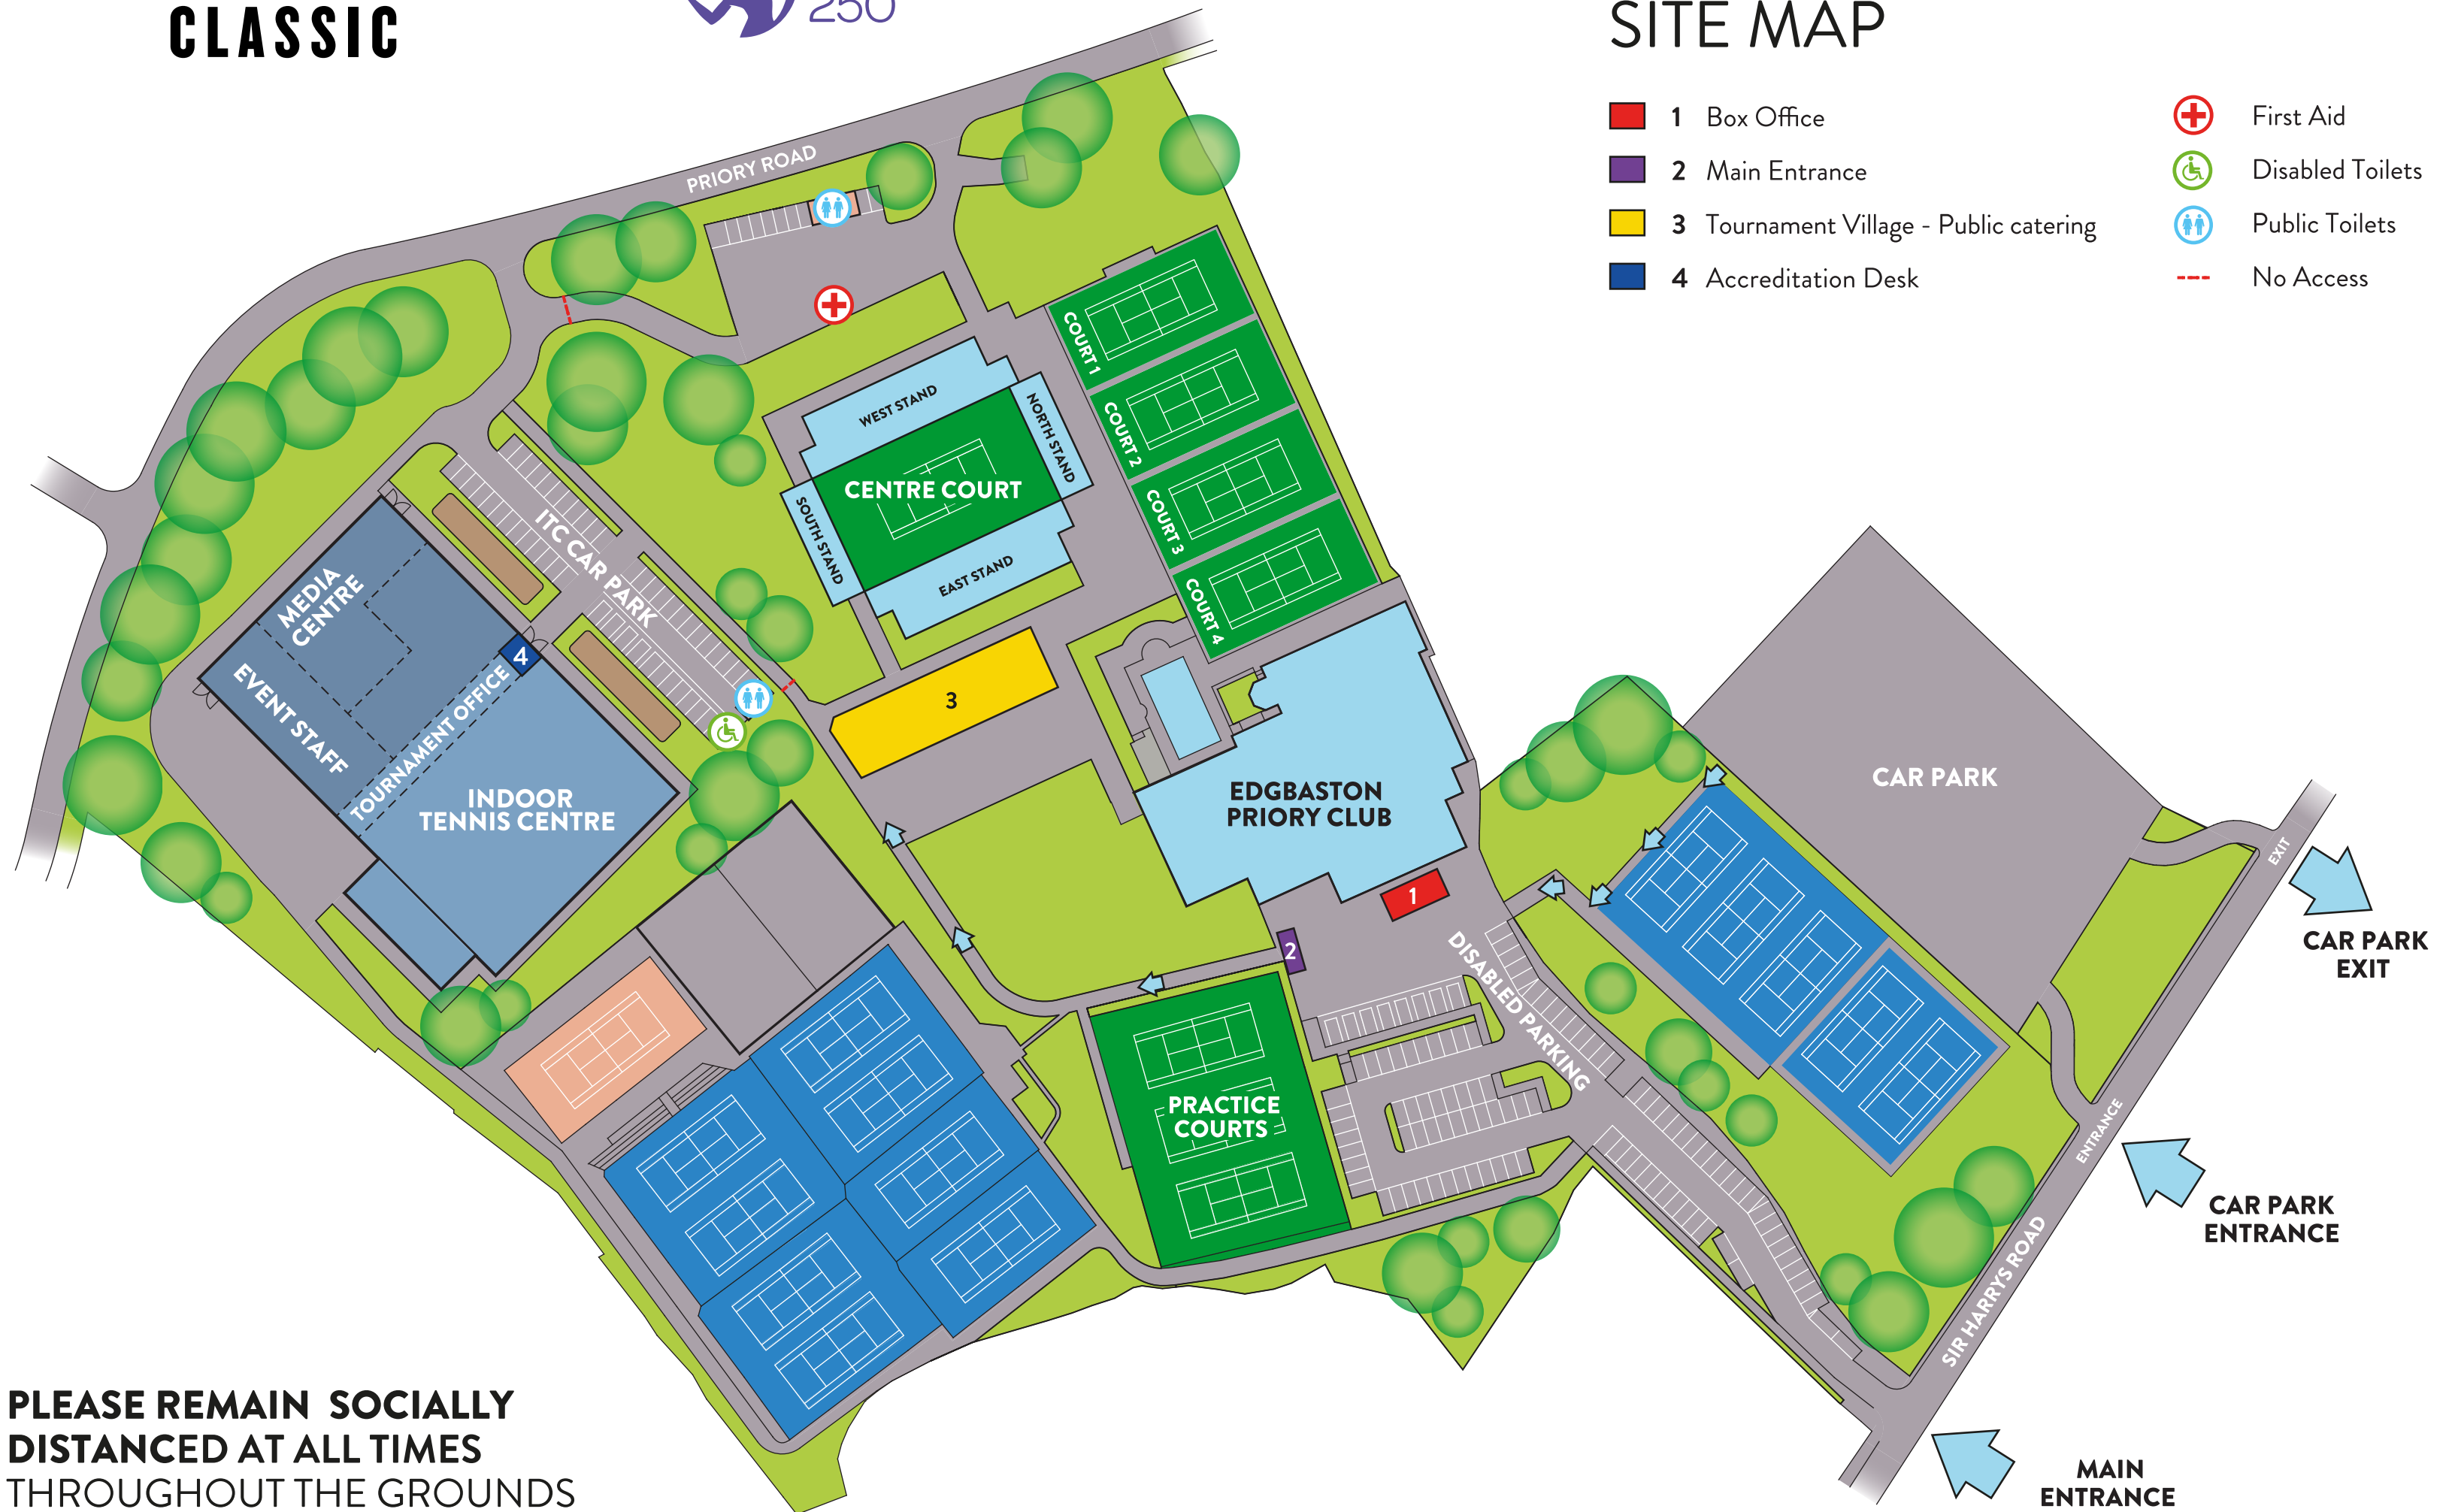 CLASSIC
250
SITE MAP
1 Box Office
2 Main Entrance
3 Tournament Village - Public catering
4 Accreditation Desk
First Aid
Disabled Toilets
Public Toilets
No Access
PRIORY ROAD
COURT 1
COURT 2
COURT 3
COURT 4
WEST STAND
NORTH STAND
CENTRE COURT
SOUTH STAND
EAST STAND
ITC CAR PARK
MEDIA
CENTRE
EVENT STAFF
TOURNAMENT OFFICE
4
INDOOR
TENNIS CENTRE
3
EDGBASTON
PRIORY CLUB
1
2
CAR PARK
DISABLED PARKING
PRACTICE
COURTS
EXIT
CAR PARK
EXIT
ENTRANCE
CAR PARK
ENTRANCE
SIR HARRYS ROAD
MAIN
ENTRANCE
PLEASE REMAIN SOCIALLY
DISTANCED AT ALL TIMES
THROUGHOUT THE GROUNDS